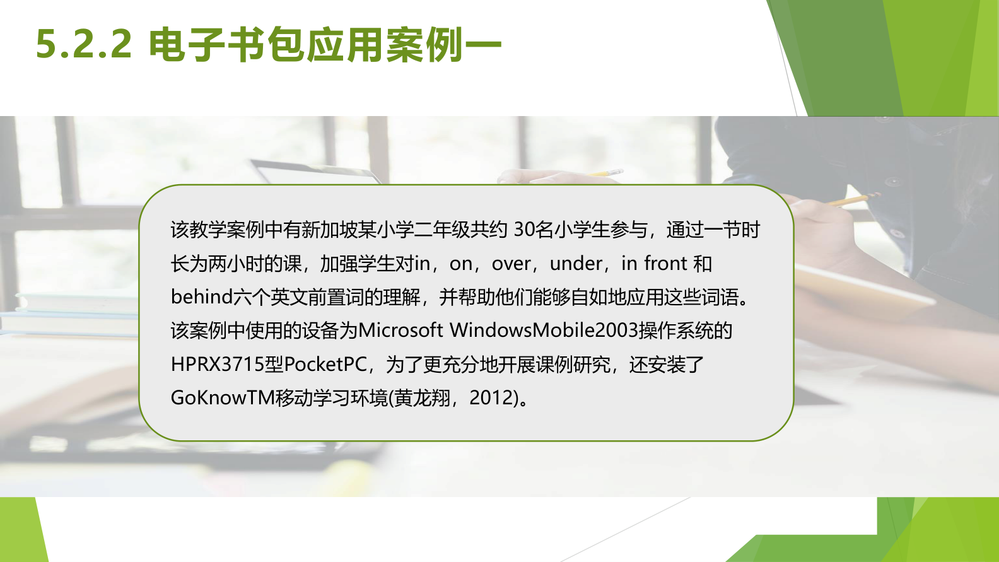 5.2.2 电子书包应用案例一
该教学案例中有新加坡某小学二年级共约 30名小学生参与，通过一节时
长为两小时的课，加强学生对in，on，over，under，in front 和
behind六个英文前置词的理解，并帮助他们能够自如地应用这些词语。
该案例中使用的设备为Microsoft WindowsMobile2003操作系统的
HPRX3715型PocketPC，为了更充分地开展课例研究，还安装了
GoKnowTM移动学习环境(黄龙翔，2012)。